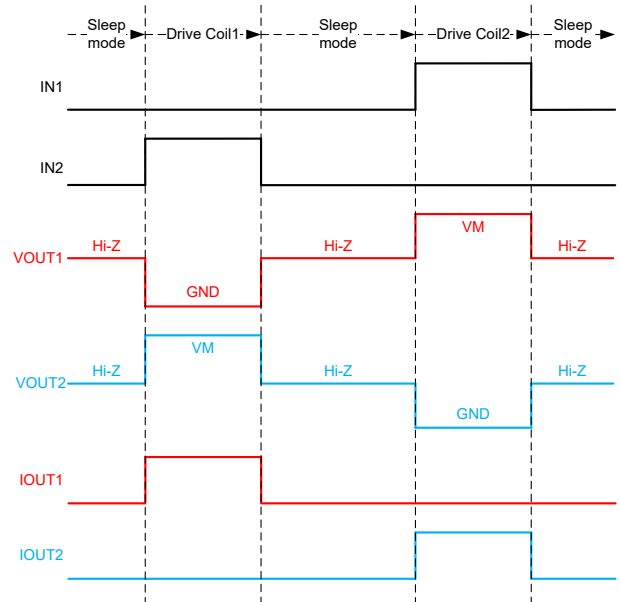 Sleep mode Drive Coil1 Sleep mode Drive Coil2 Sleep mode
IN1
IN2
VM
Hi-Z Hi-Z Hi-Z
VOUT1
GND
VM
Hi-Z Hi-Z Hi-Z
VOUT2
GND
IOUT1
IOUT2